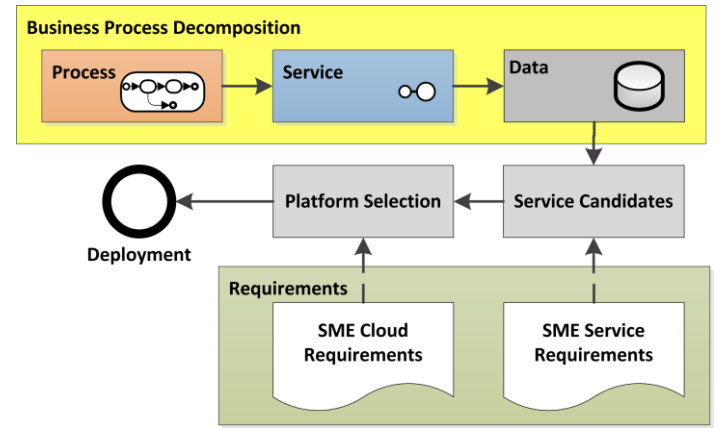 Business Process Decomposition
Process
Service
Data
Platform Selection
Service Candidates
Deployment
Requirements
SME Cloud
Requirements
SME Service
Requirements